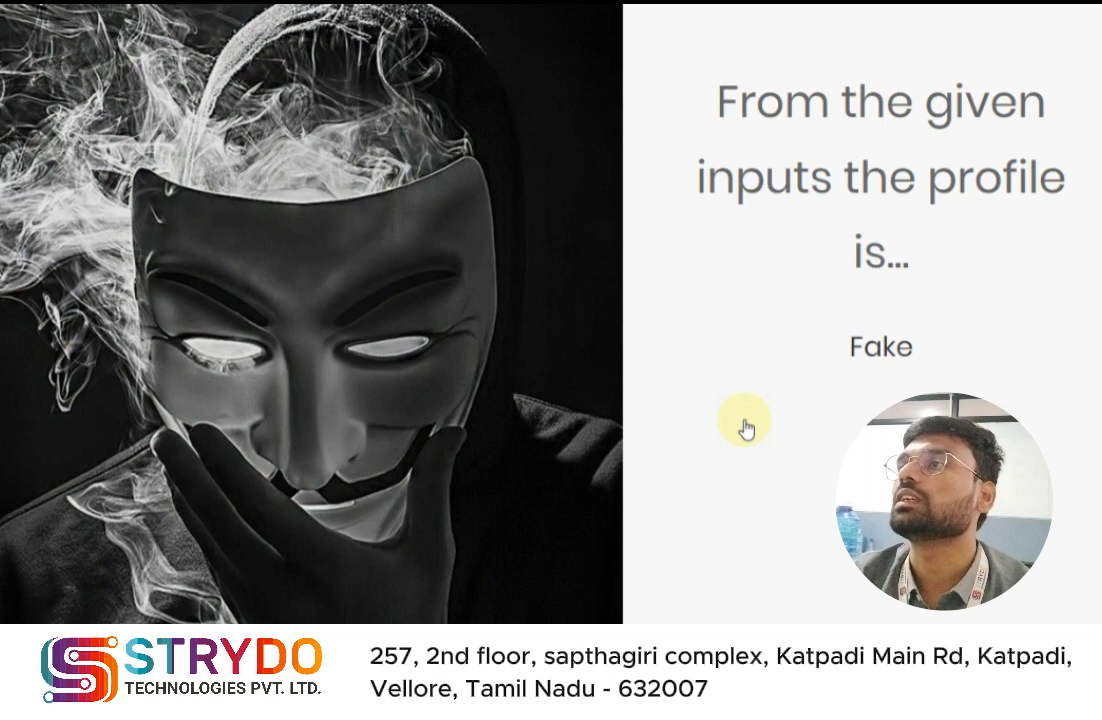 From the given
inputs the profile
is...
Fake
STRYDO
TECHNOLOGIES PVT. LTD.
257, 2nd floor, sapthagiri complex, Katpadi Main Rd, Katpadi,
Vellore, Tamil Nadu - 632007